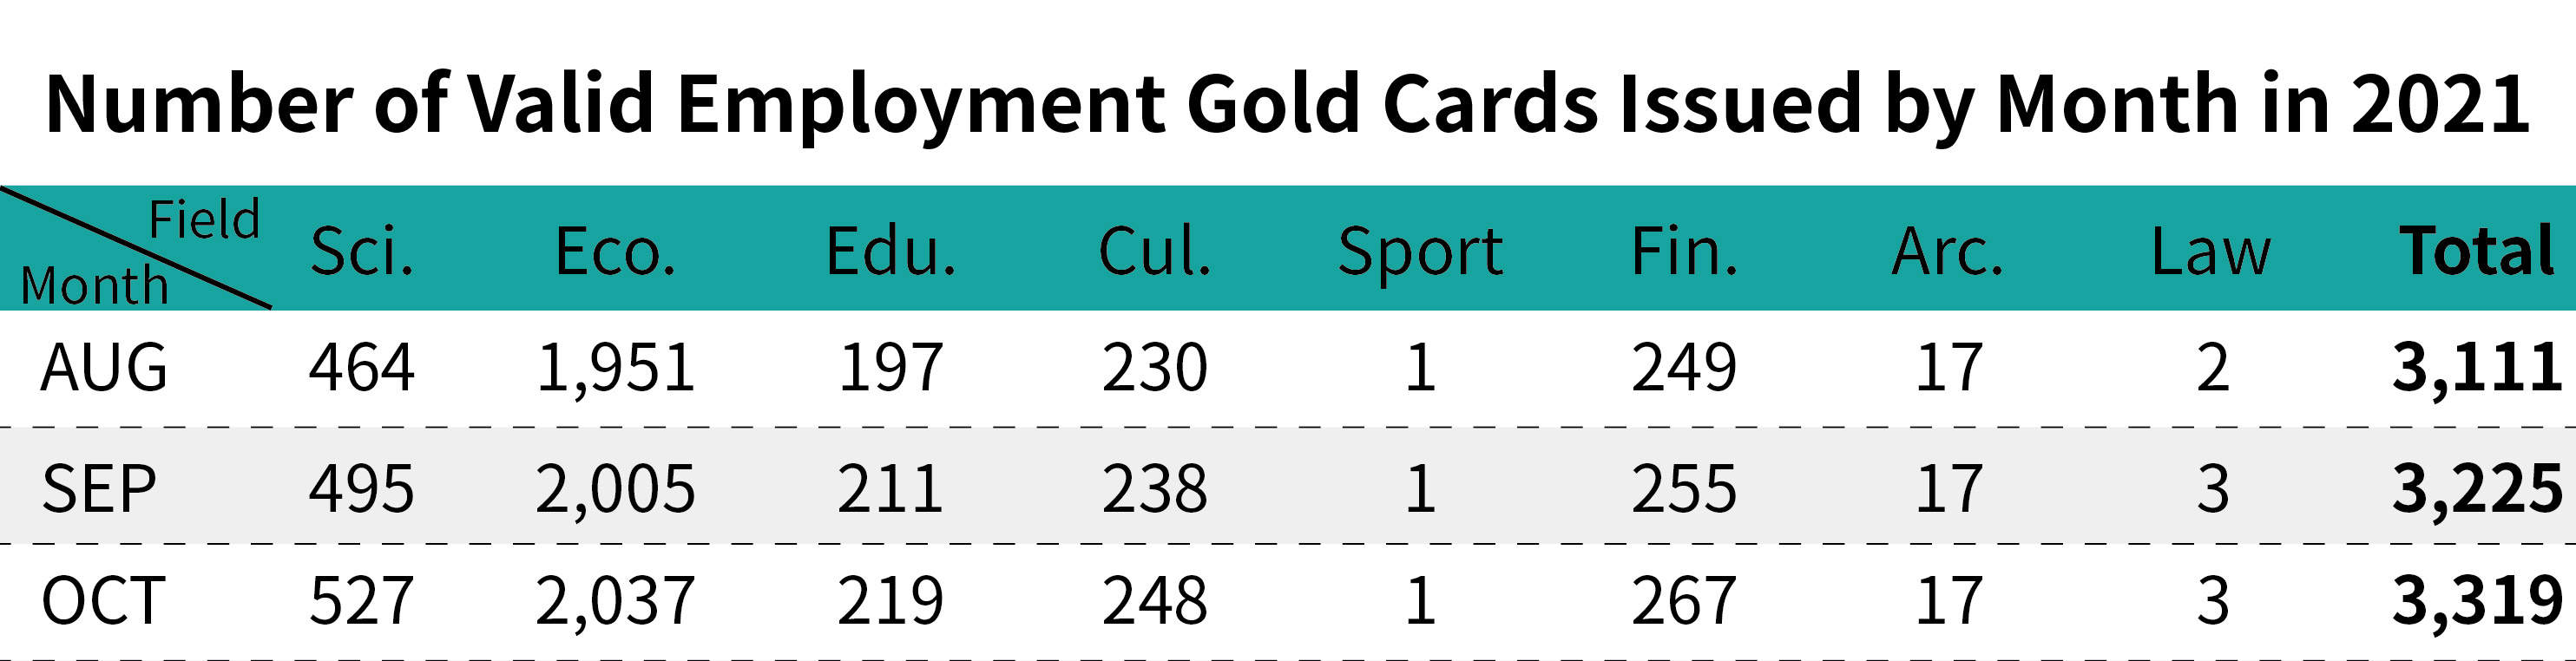 Number of Valid Employment Gold Cards Issued by Month in 2021
Field Month Sci. Eco. Edu. Cul. Sport Fin. Arc. Law Total
AUG 464 1,951 197 230 1 249 17 2 3,111
SEP 495 2,005 211 238 1 255 17 3 3,225
OCT 527 2,037 219 248 1 267 17 3 3,319